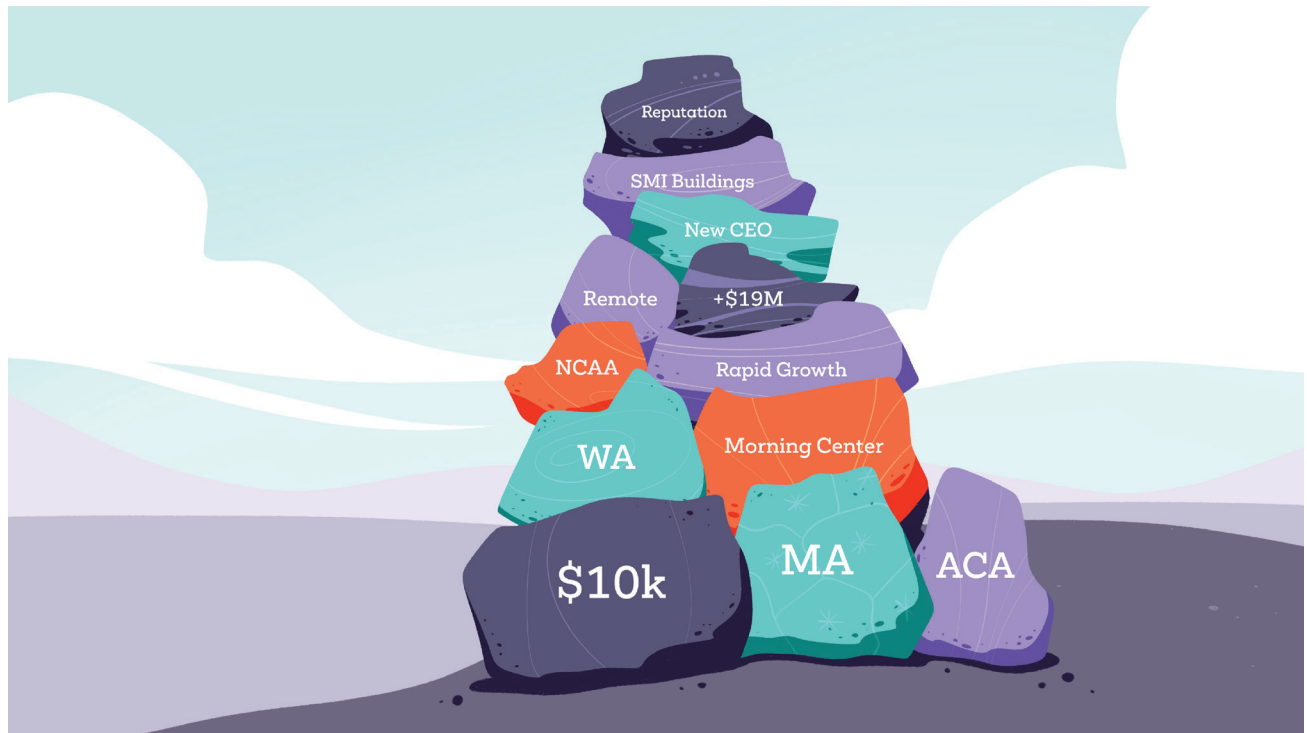 Reputation
SMI Buildings
New CEO
Remote
+$19M
NCAA
Rapid Growth
WA
Morning Center
$10k
MA
ACA